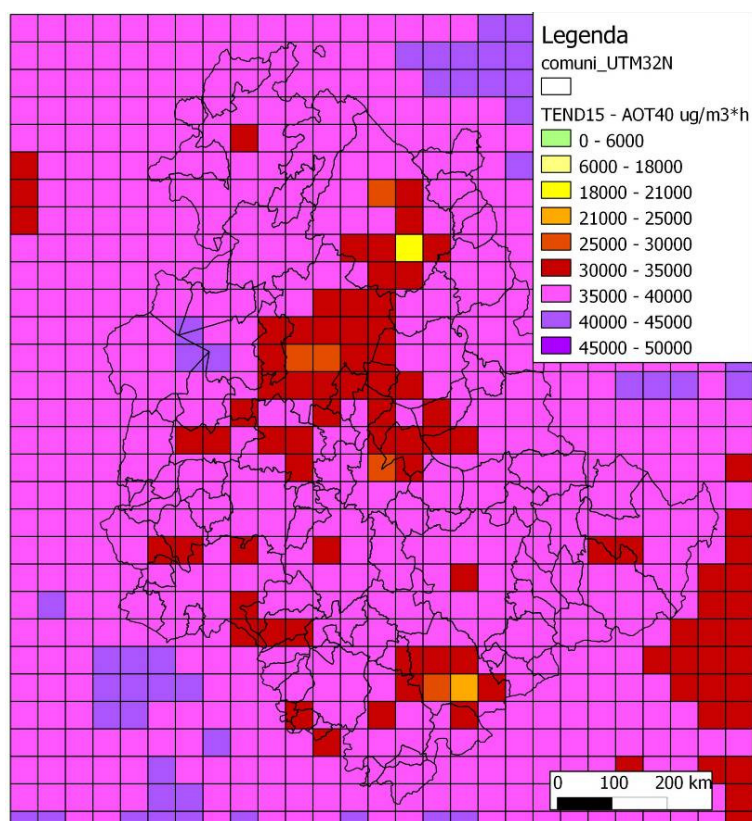 Legenda
comuni_UTM32N
TEND15 - AOT40 ug/m3*h
0 - 6000
6000 - 18000
18000 - 21000
21000 - 25000
25000 - 30000
30000 - 35000
35000 - 40000
40000 - 45000
45000 - 50000
0 100 200 km